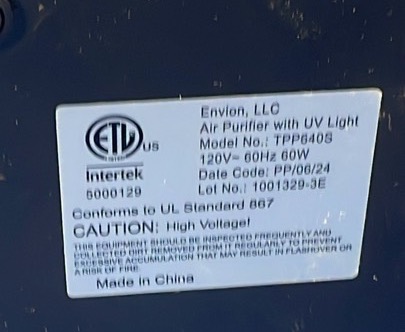 Envion, LLC
Air Purifier with UV Light
Model No.: TPP640S
120V~ 60Hz 60W
Date Code: PP/06/24
Lot No.: 1001329-3E
ETL US
LISTED
Intertek
5000129
Conforms to UL Standard 867
CAUTION: High Voltage!
THIS EQUIPMENT SHOULD BE INSPECTED FREQUENTLY AND
COLLECTED DIRT REMOVED FROM IT REGULARLY TO PREVENT
EXCESSIVE ACCUMULATION THAT MAY RESULT IN FLASHOVER OR
A RISK OF FIRE.
Made in China